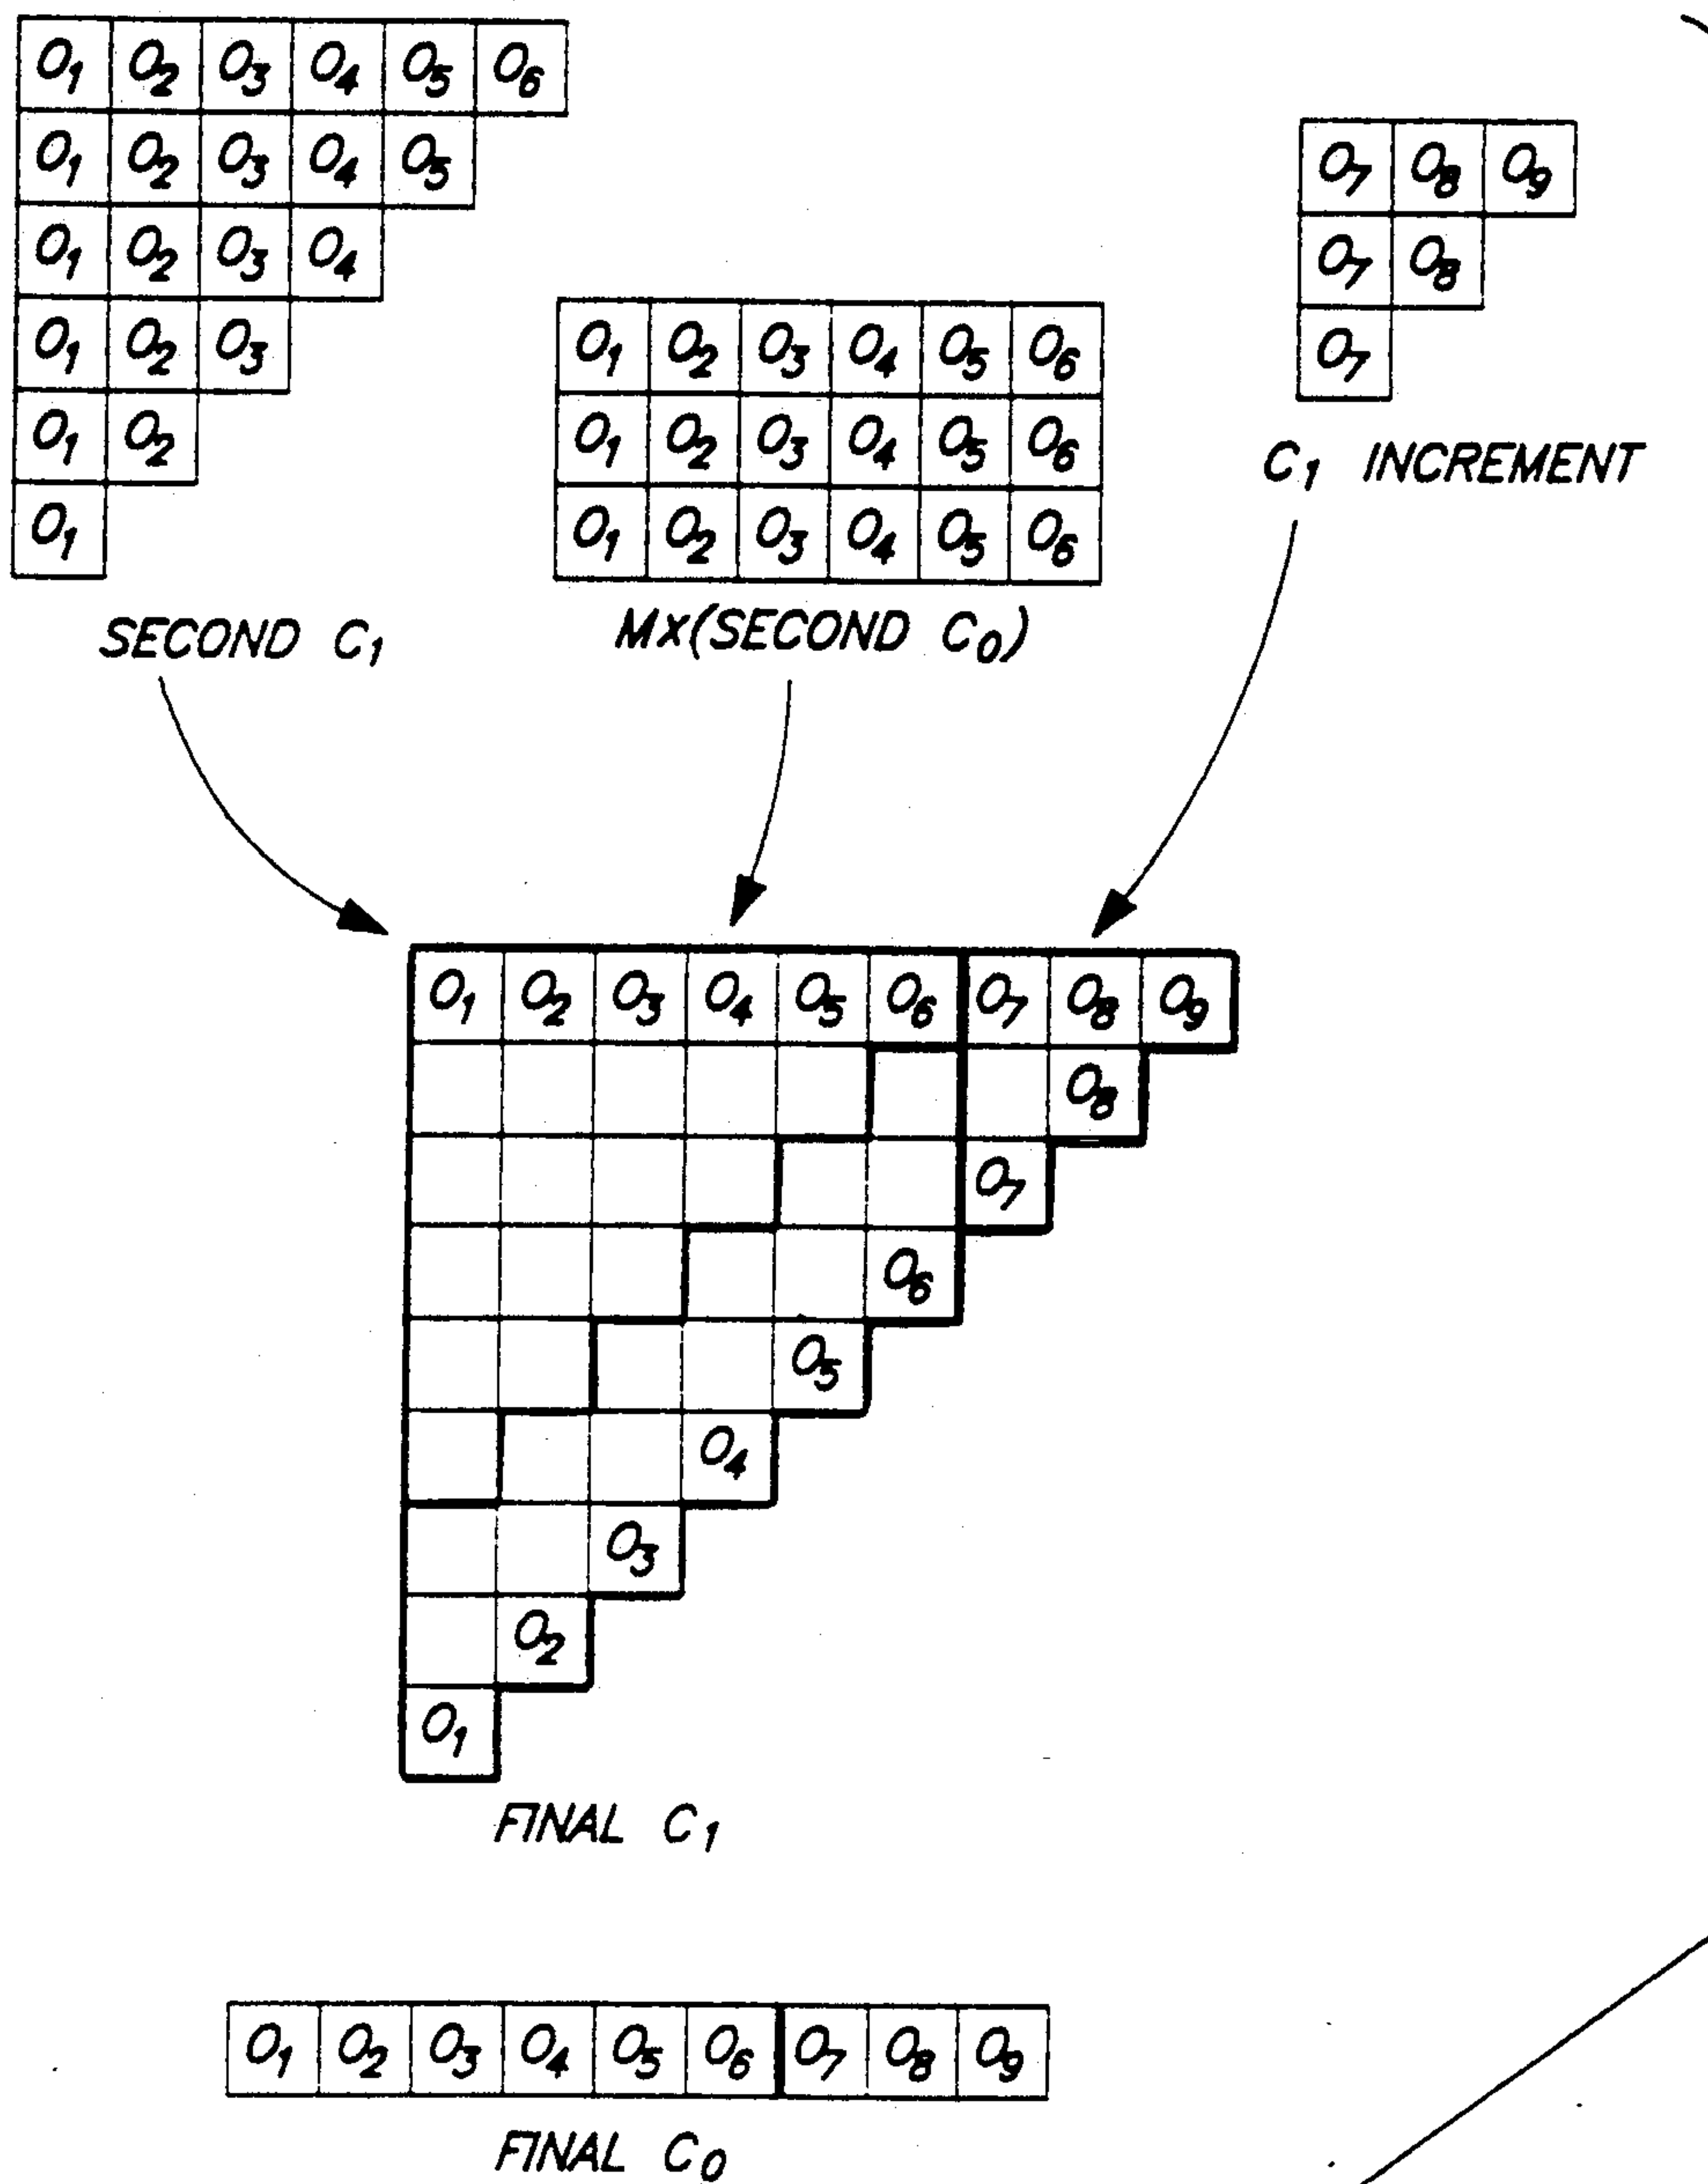 O1 O2 O3 O4 O5 O6
O1 O2 O3 O4 O5
O1 O2 O3 O4
O1 O2 O3
O1 O2
O1
SECOND C1
O1 O2 O3 O4 O5 O6
O1 O2 O3 O4 O5 O6
O1 O2 O3 O4 O5 O6
MX(SECOND C0)
O7 O8 O9
O7 O8
O7
C1 INCREMENT
O1 O2 O3 O4 O5 O6 O7 O8 O9
O8
O7
O6
O5
O4
O3
O2
O1
FINAL C1
O1 O2 O3 O4 O5 O6 O7 O8 O9
FINAL C0